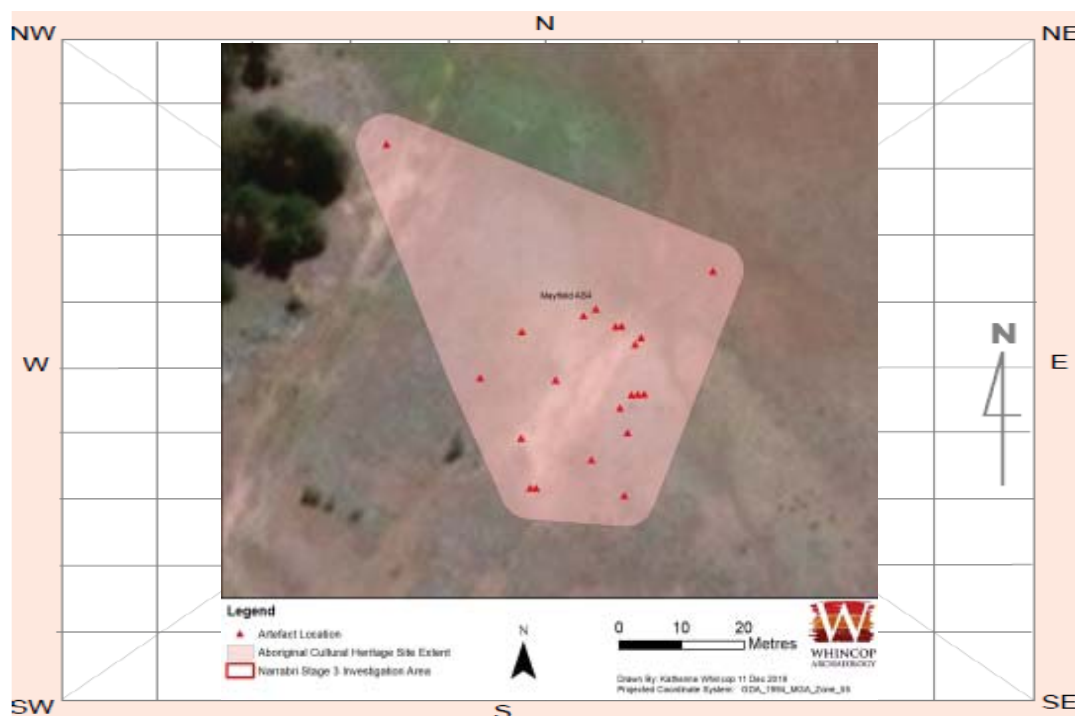 N
NW
NE
Mayfield AS4
W
N
E
Legend
Artefact Location
Aboriginal Cultural Heritage Site Extent
Narrabri Stage 3 Investigation Area
N
0 10 20
Metres
W
WHINCOP
ARCHAEOLOGY
Drawn By: Katherine Whincop 11 Dec 2019
Projected Coordinate System: GDA_1994_MGA_Zone_55
SW
S
SE